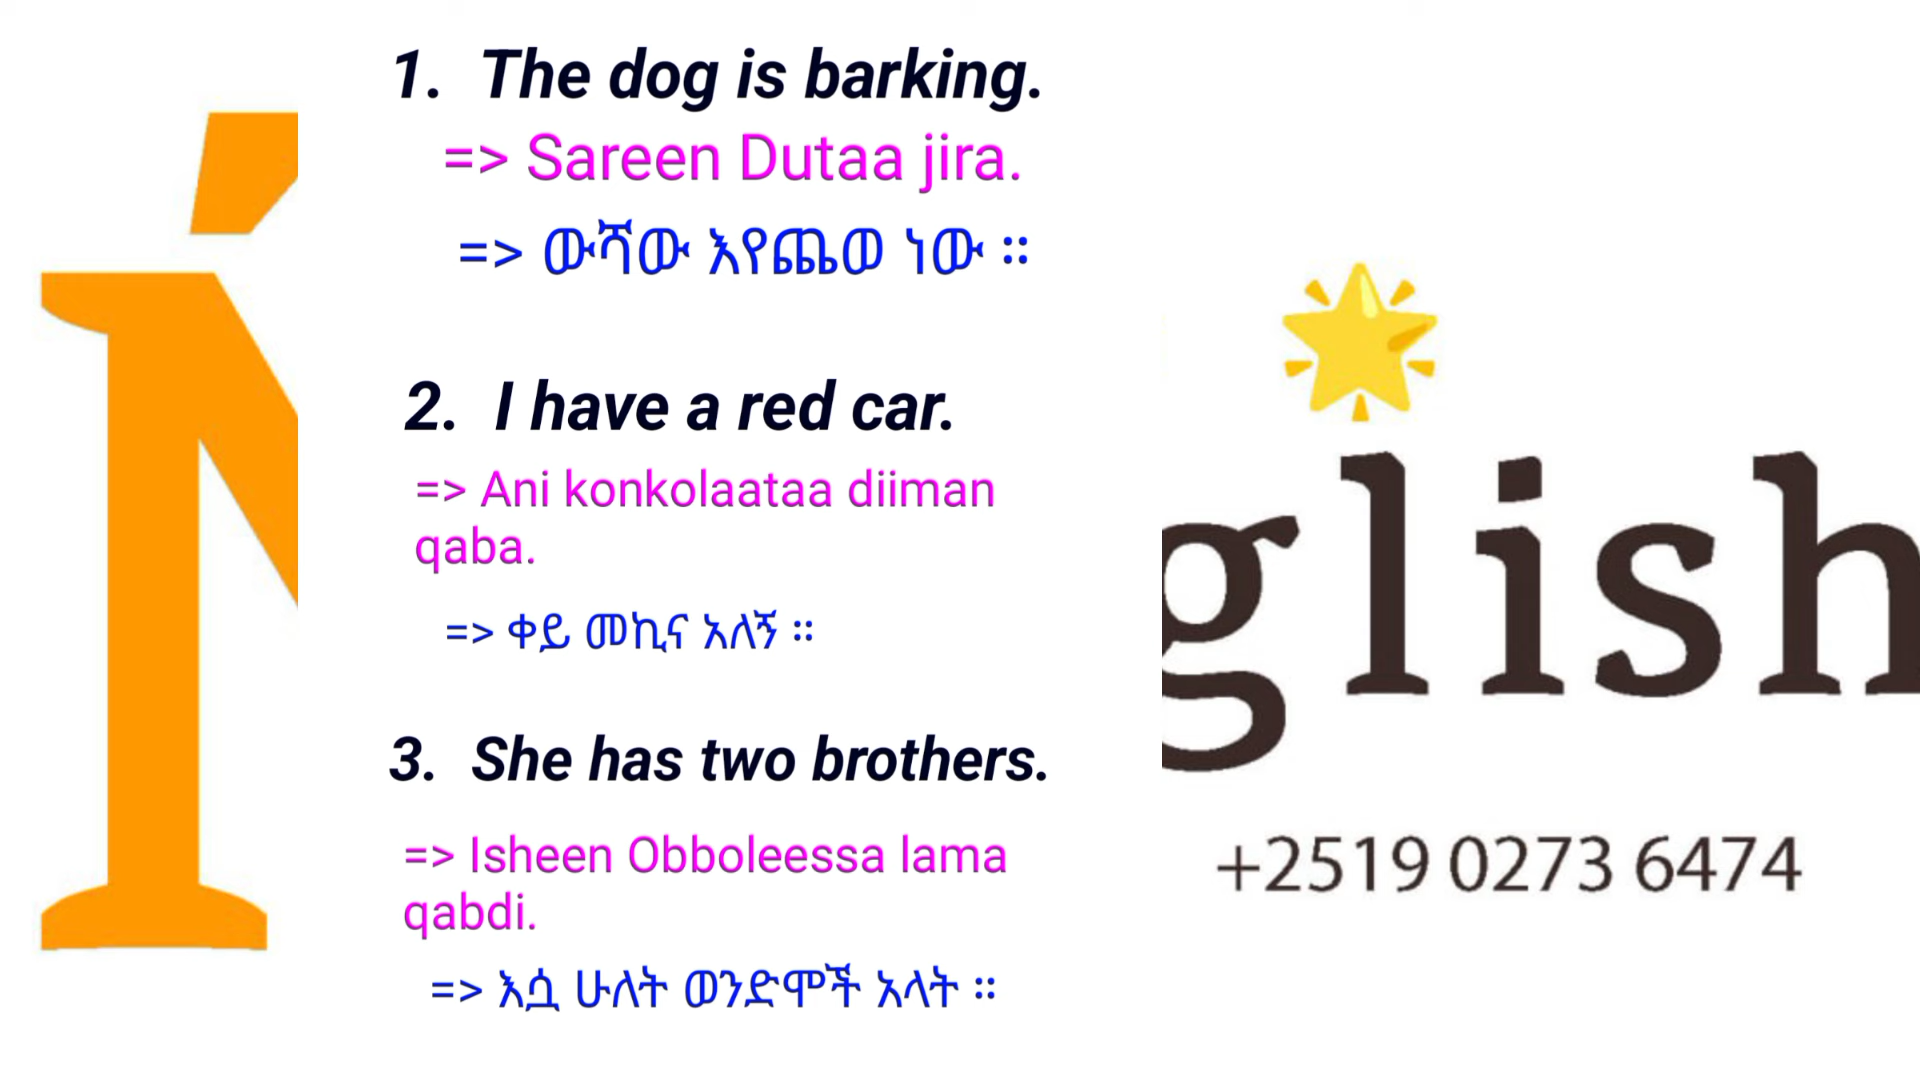 1. The dog is barking.
=> Sareen Dutaa jira.
=> ውሻው እየጨወ ነው ።
2. I have a red car.
=> Ani konkolaataa diiman
qaba.
=> ቀይ መኪና አለኝ ።
3. She has two brothers.
=> Isheen Obboleessa lama
qabdi.
=> እሷ ሁለት ወንድሞች አላት ።
glish
+2519 0273 6474